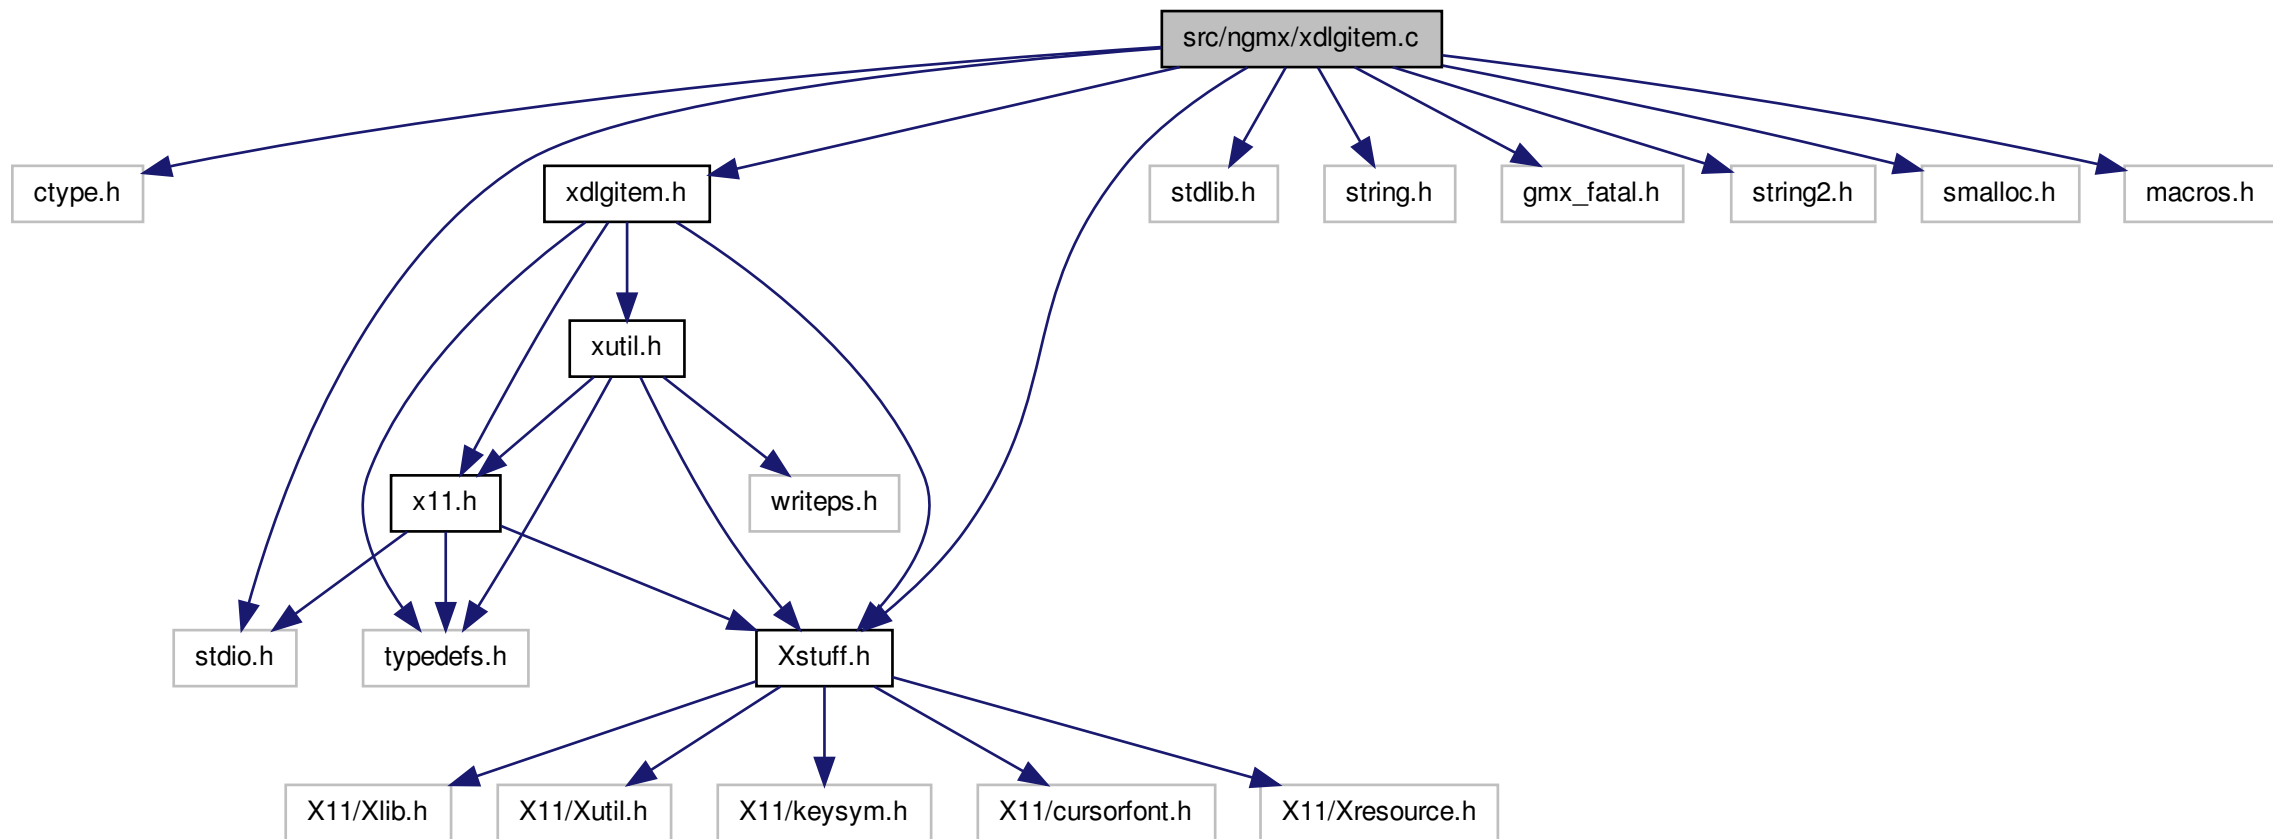 src/ngmx/xdlgitem.c
ctype.h
xdlgitem.h
stdlib.h
string.h
gmx_fatal.h
string2.h
smalloc.h
macros.h
xutil.h
x11.h
writeps.h
stdio.h
typedefs.h
Xstuff.h
X11/Xlib.h
X11/Xutil.h
X11/keysym.h
X11/cursorfont.h
X11/Xresource.h